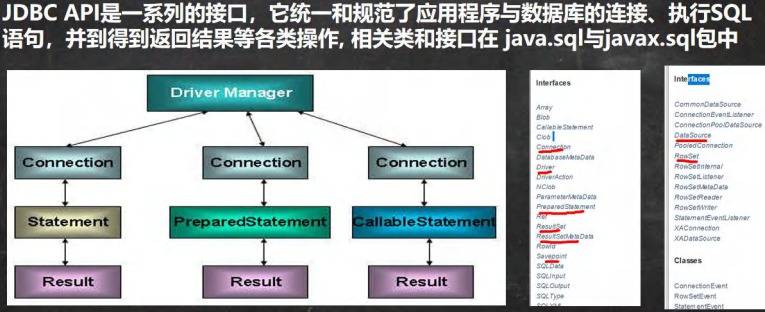 JDBC API是一系列的接口，它统一和规范了应用程序与数据库的连接、执行SQL
语句，并到得到返回结果等各类操作, 相关类和接口在 java.sql与javax.sql包中
Driver Manager
Connection
Connection
Connection
Statement
PreparedStatement
CallableStatement
Result
Result
Result
Interfaces
Array
Blob
CallableStatement
Clob
Connection
DatabaseMetaData
Driver
DriverAction
NClob
ParameterMetaData
PreparedStatement
Ref
ResultSet
ResultSetMetaData
RowId
Savepoint
SQLData
SQLInput
SQLOutput
SQLType
SQLXML
Interfaces
CommonDataSource
ConnectionEventListener
ConnectionPoolDataSource
DataSource
PooledConnection
RowSet
RowSetInternal
RowSetListener
RowSetMetaData
RowSetReader
RowSetWriter
StatementEventListener
XAConnection
XADataSource
Classes
ConnectionEvent
RowSetEvent
StatementEvent